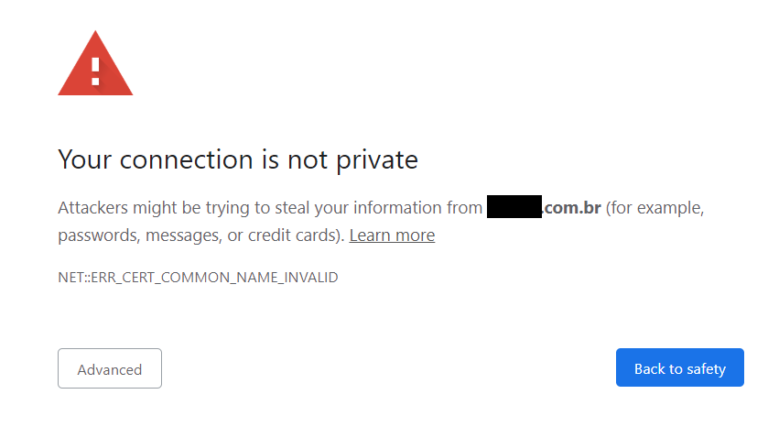 Your connection is not private
Attackers might be trying to steal your information from .com.br (for example,
passwords, messages, or credit cards). Learn more
NET::ERR_CERT_COMMON_NAME_INVALID
Advanced
Back to safety